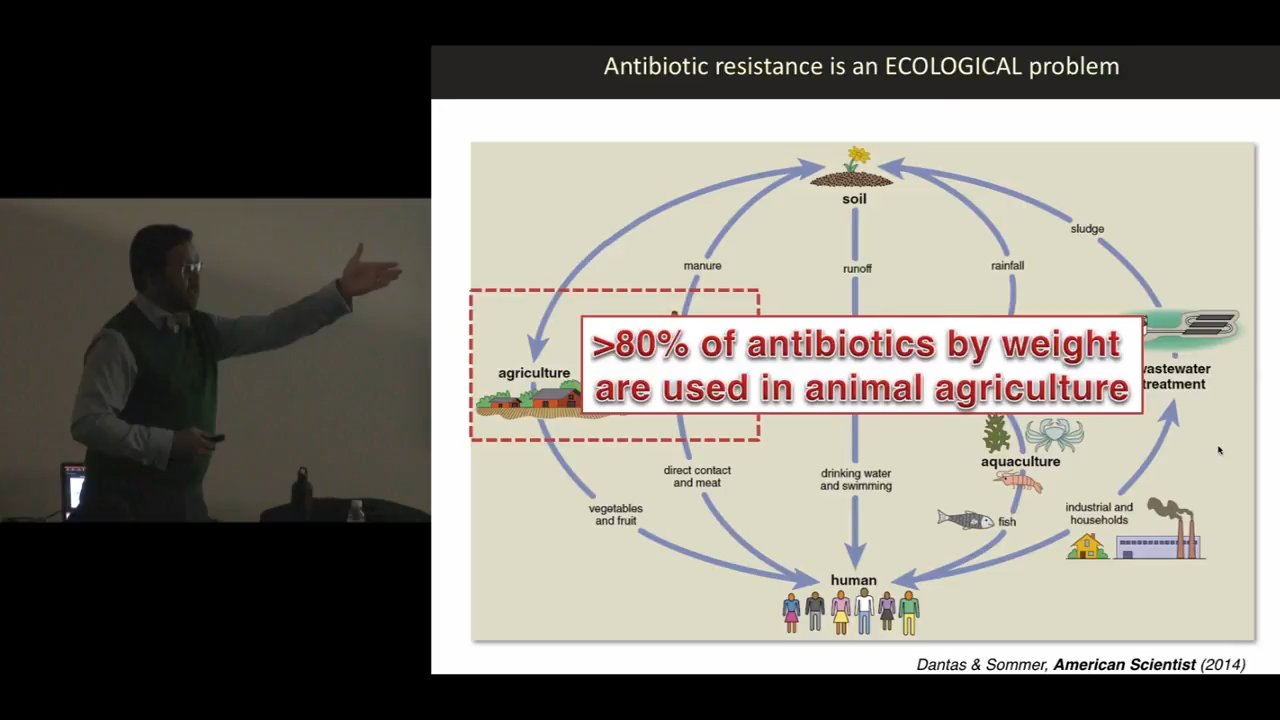 Antibiotic resistance is an ECOLOGICAL problem
soil
sludge
manure
runoff
rainfall
>80% of antibiotics by weight
are used in animal agriculture
agriculture
wastewater
treatment
aquaculture
direct contact
and meat
drinking water
and swimming
vegetables
and fruit
fish
industrial and
households
human
Dantas & Sommer, American Scientist (2014)